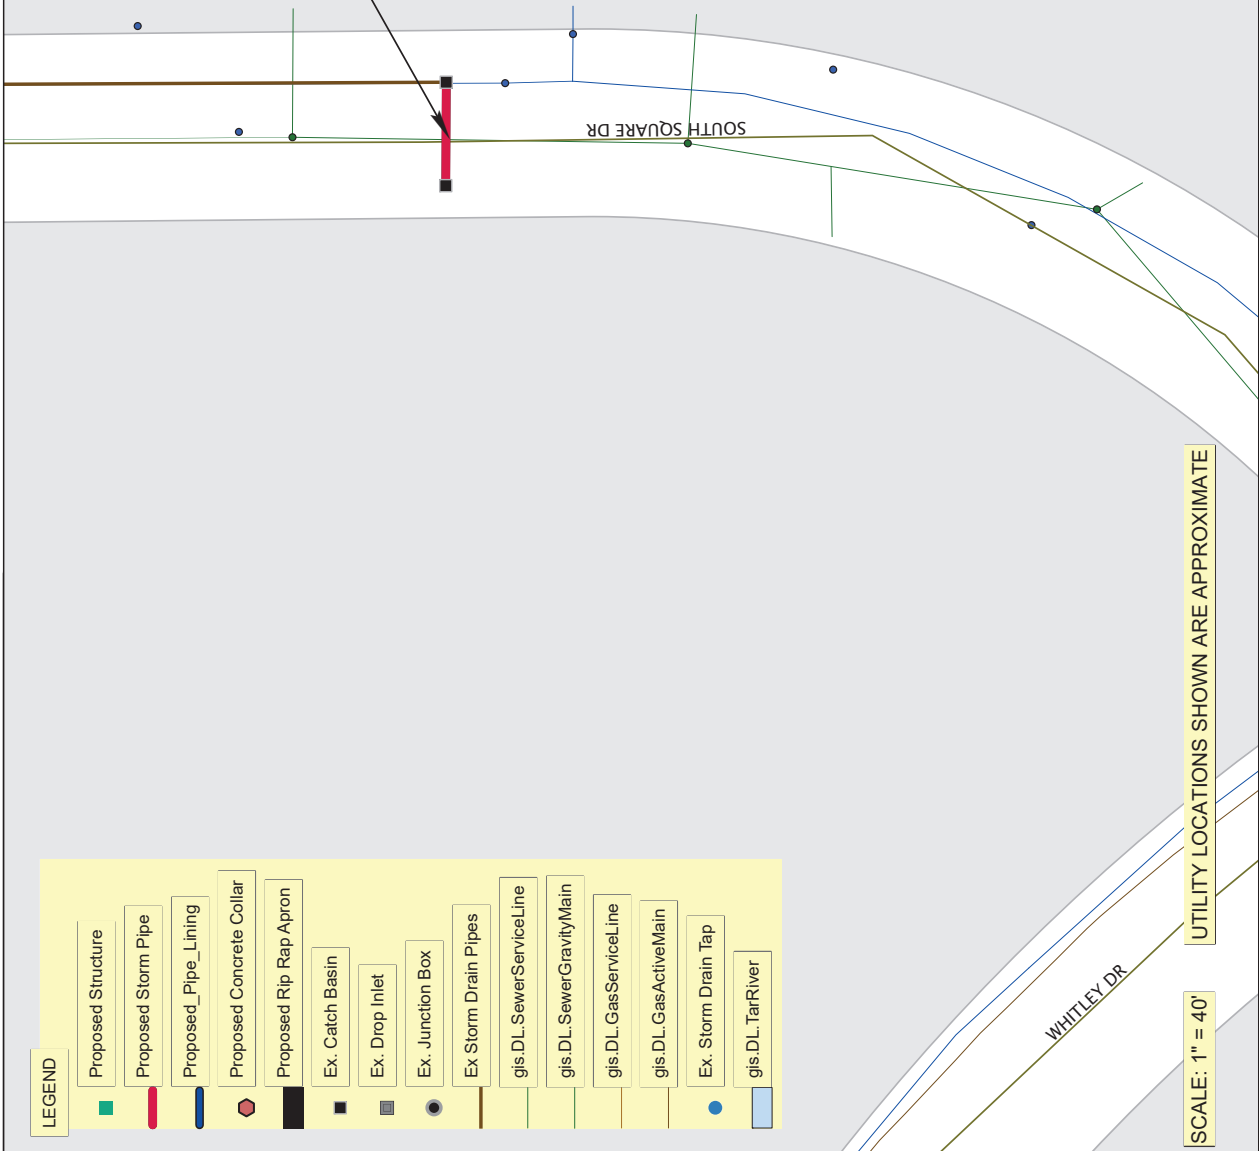 SOUTH SQUARE DR
WHITLEY DR
UTILITY LOCATIONS SHOWN ARE APPROXIMATE
SCALE: 1" = 40'
LEGEND
Proposed Structure
Proposed Storm Pipe
Proposed_Pipe_Lining
Proposed Concrete Collar
Proposed Rip Rap Apron
Ex. Catch Basin
Ex. Drop Inlet
Ex. Junction Box
Ex Storm Drain Pipes
gis.DL.SewerServiceLine
gis.DL.SewerGravityMain
gis.DL.GasServiceLine
gis.DL.GasActiveMain
Ex. Storm Drain Tap
gis.DL.TarRiver